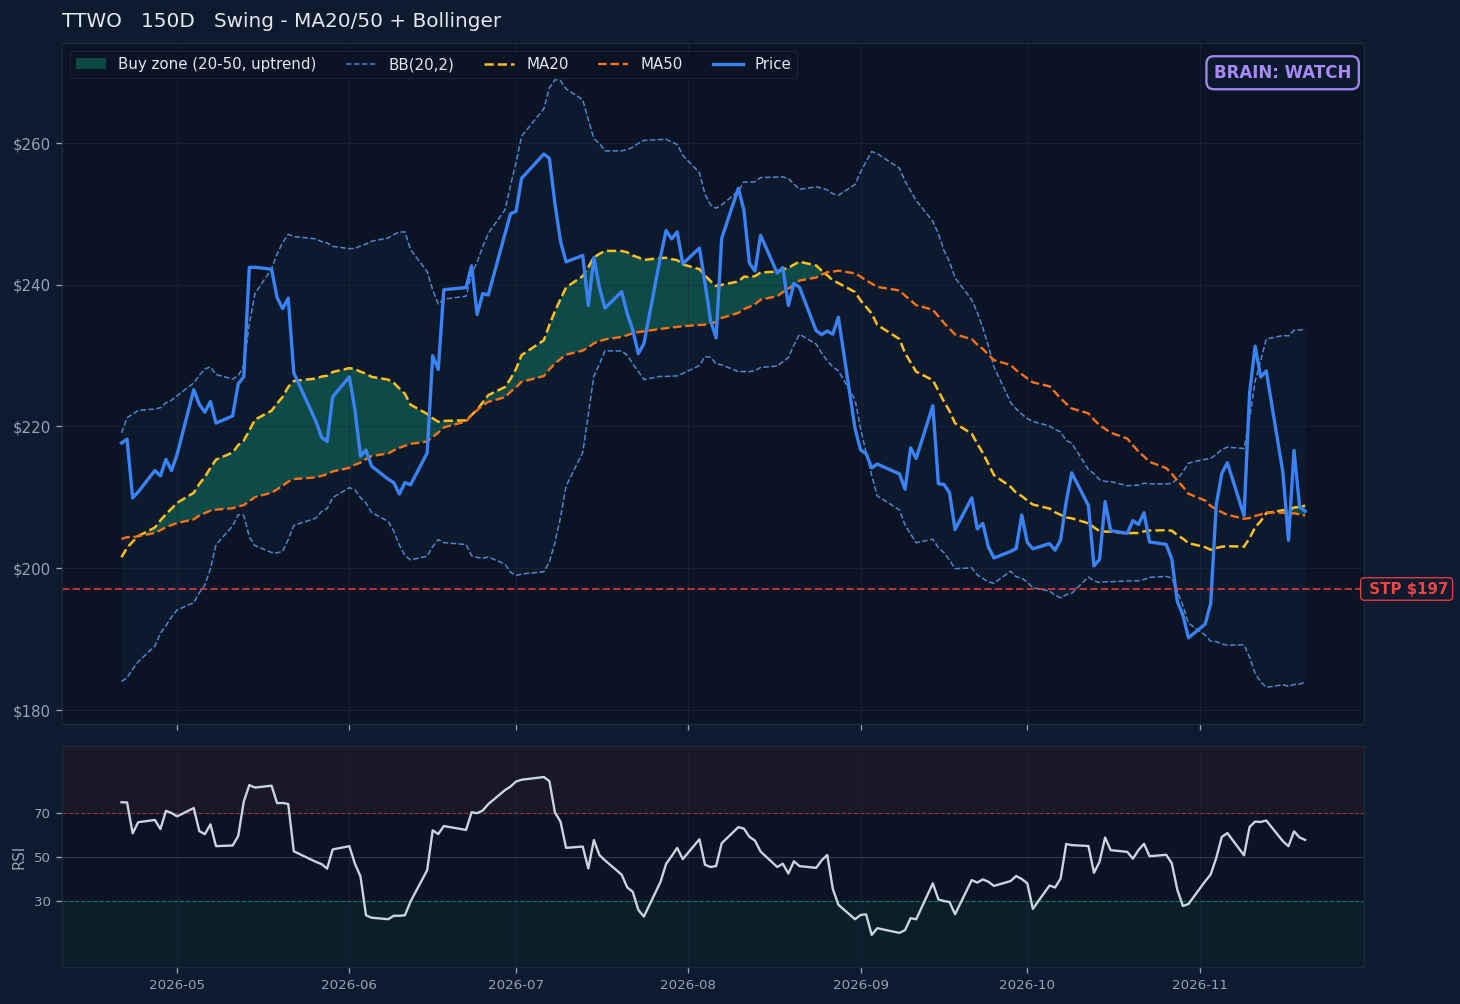 TTWO   150D   Swing - MA20/50 + Bollinger
Buy zone (20-50, uptrend)   BB(20,2)   MA20   MA50   Price
BRAIN: WATCH
$260
$240
$220
$200
STP $197
$180
70
50
30
RSI
2026-05   2026-06   2026-07   2026-08   2026-09   2026-10   2026-11